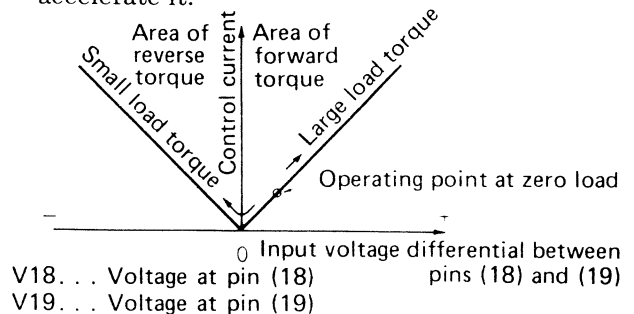 accelerate it.
Area of reverse torque
Area of forward torque
Control current
Small load torque
Large load torque
Operating point at zero load
− +
0
Input voltage differential between pins (18) and (19)
V18. . . Voltage at pin (18)
V19. . . Voltage at pin (19)